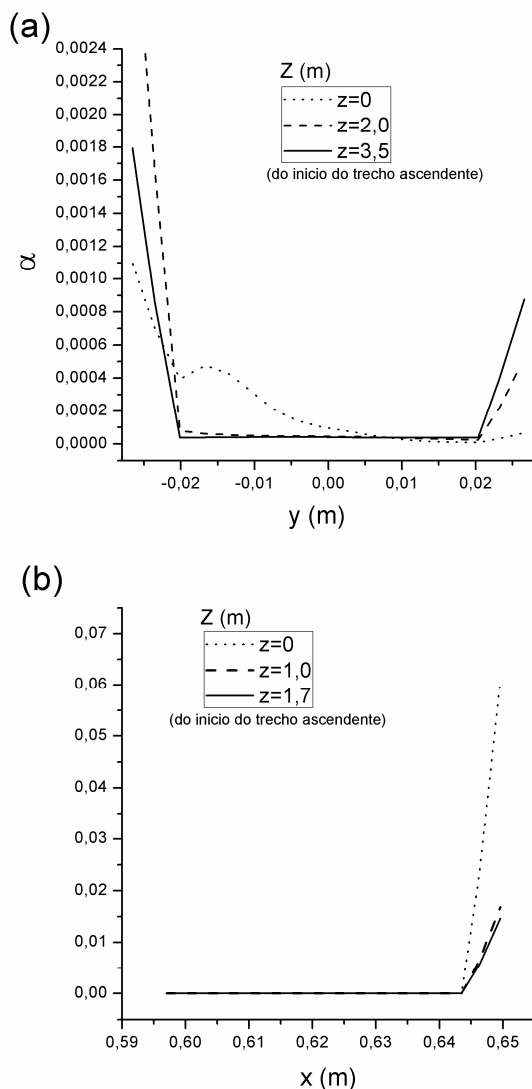 (a)
0,0024
0,0022
0,0020
0,0018
0,0016
0,0014
0,0012
0,0010
0,0008
0,0006
0,0004
0,0002
0,0000
α
Z (m)
z=0
z=2,0
z=3,5
(do inicio do trecho ascendente)
-0,02 -0,01 0,00 0,01 0,02
y (m)
(b)
0,07
0,06
0,05
0,04
0,03
0,02
0,01
0,00
Z (m)
z=0
z=1,0
z=1,7
(do inicio do trecho ascendente)
0,59 0,60 0,61 0,62 0,63 0,64 0,65
x (m)